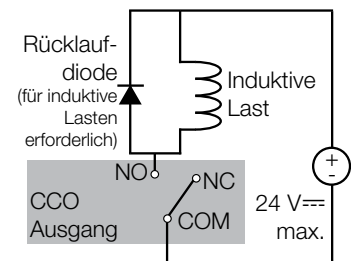 Rücklauf-
diode
(für induktive
Lasten
erforderlich)
Induktive
Last
NO
NC
CCO
Ausgang
COM
+
-
24 V⎓
max.